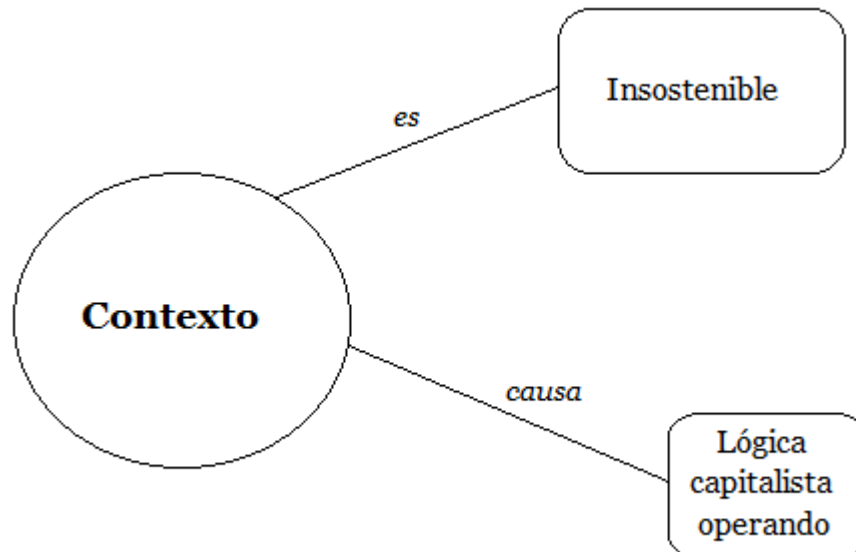 Insostenible
es
Contexto
causa
Lógica
capitalista
operando